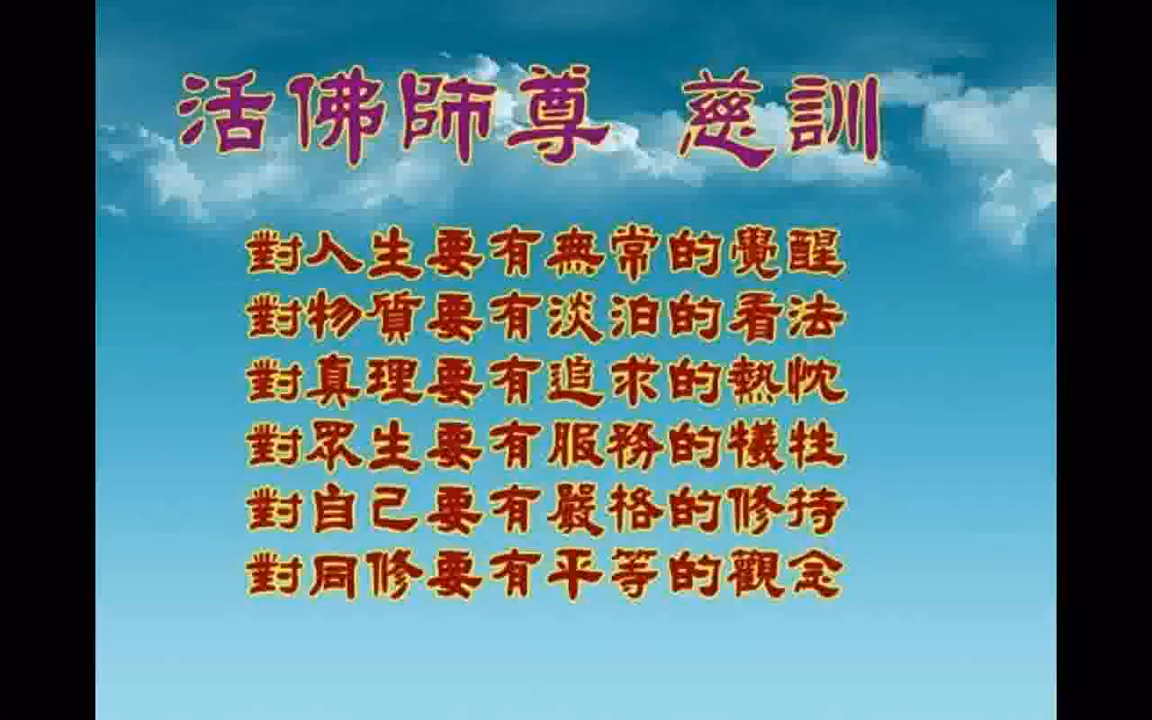 活佛師尊 慈訓
對人生要有無常的覺醒
對物質要有淡泊的看法
對真理要有追求的熱忱
對眾生要有服務的犧牲
對自己要有嚴格的修持
對同修要有平等的觀念